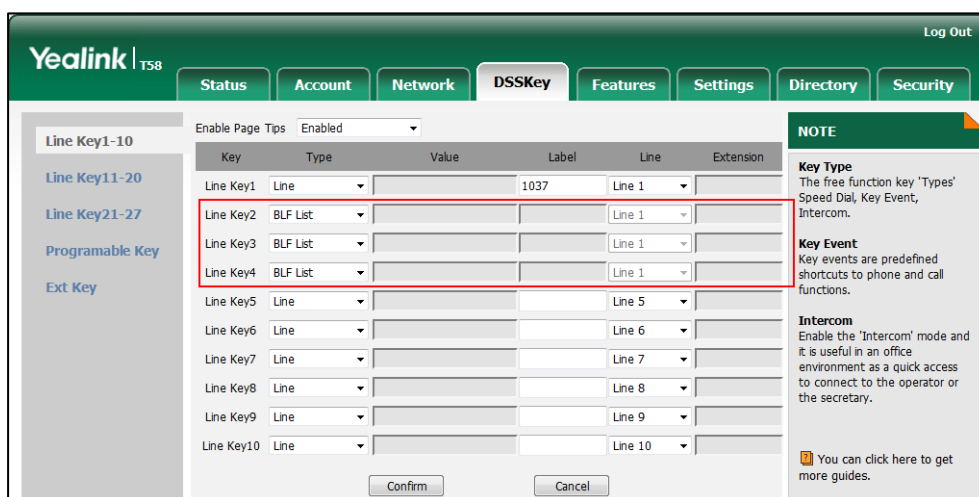 Log Out
Yealink T58
Status Account Network DSSKey Features Settings Directory Security
Line Key1-10
Line Key11-20
Line Key21-27
Programable Key
Ext Key
Enable Page Tips Enabled
Key Type Value Label Line Extension
Line Key1 Line 1037 Line 1
Line Key2 BLF List Line 1
Line Key3 BLF List Line 1
Line Key4 BLF List Line 1
Line Key5 Line Line 5
Line Key6 Line Line 6
Line Key7 Line Line 7
Line Key8 Line Line 8
Line Key9 Line Line 9
Line Key10 Line Line 10
Confirm Cancel
NOTE
Key Type
The free function key 'Types'
Speed Dial, Key Event,
Intercom.
Key Event
Key events are predefined
shortcuts to phone and call
functions.
Intercom
Enable the 'Intercom' mode and
it is useful in an office
environment as a quick access
to connect to the operator or
the secretary.
You can click here to get
more guides.